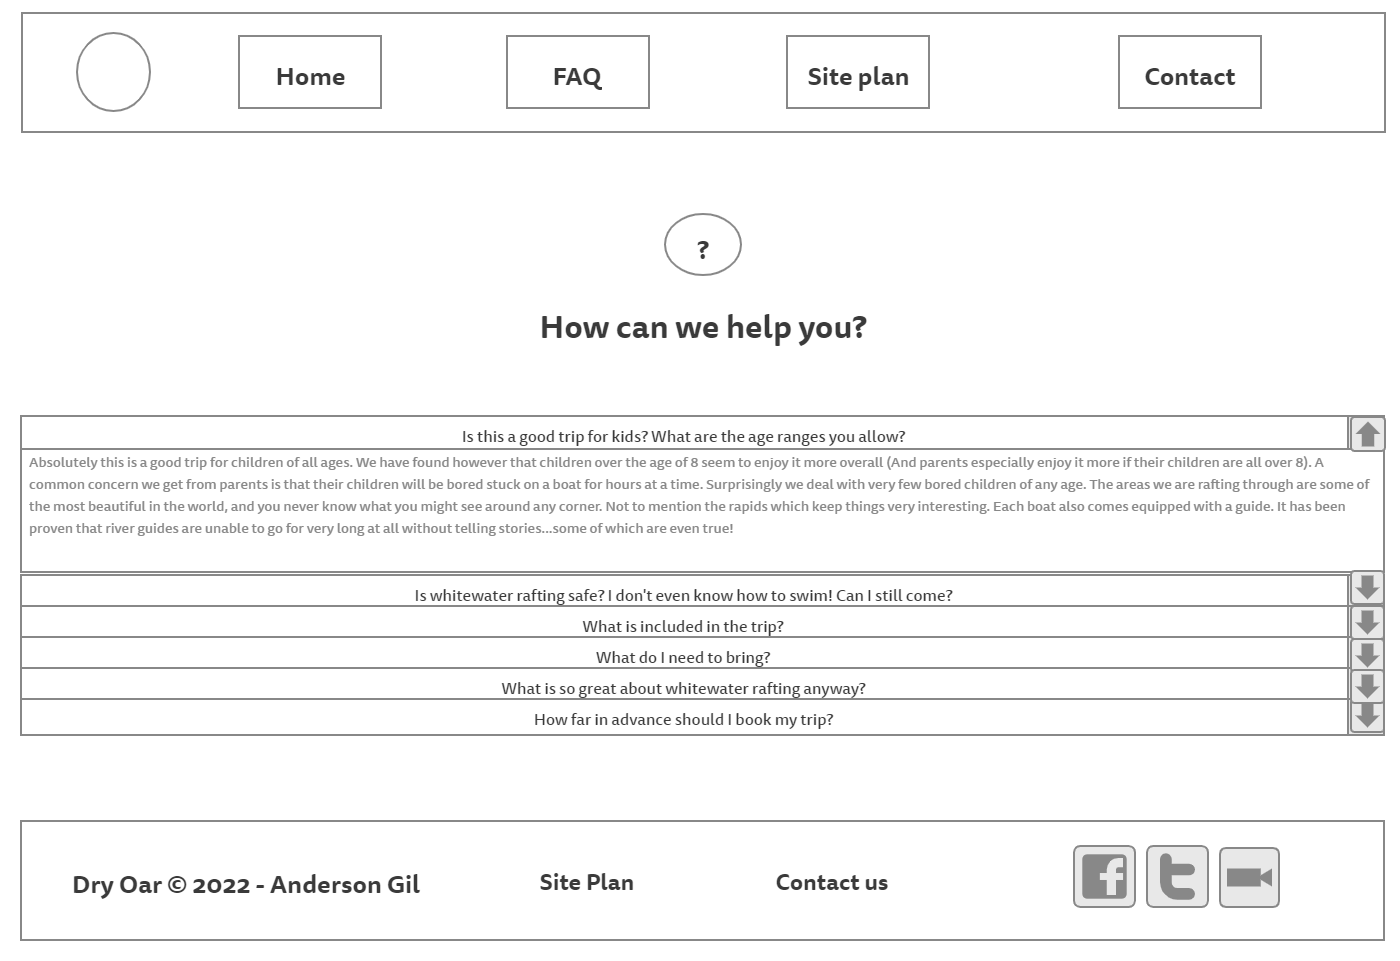 Home
FAQ
Site plan
Contact
?
How can we help you?
Is this a good trip for kids? What are the age ranges you allow?
Absolutely this is a good trip for children of all ages. We have found however that children over the age of 8 seem to enjoy it more overall (And parents especially enjoy it more if their children are all over 8). A
common concern we get from parents is that their children will be bored stuck on a boat for hours at a time. Surprisingly we deal with very few bored children of any age. The areas we are rafting through are some of
the most beautiful in the world, and you never know what you might see around any corner. Not to mention the rapids which keep things very interesting. Each boat also comes equipped with a guide. It has been
proven that river guides are unable to go for very long at all without telling stories...some of which are even true!
Is whitewater rafting safe? I don't even know how to swim! Can I still come?
What is included in the trip?
What do I need to bring?
What is so great about whitewater rafting anyway?
How far in advance should I book my trip?
Dry Oar © 2022 - Anderson Gil
Site Plan
Contact us